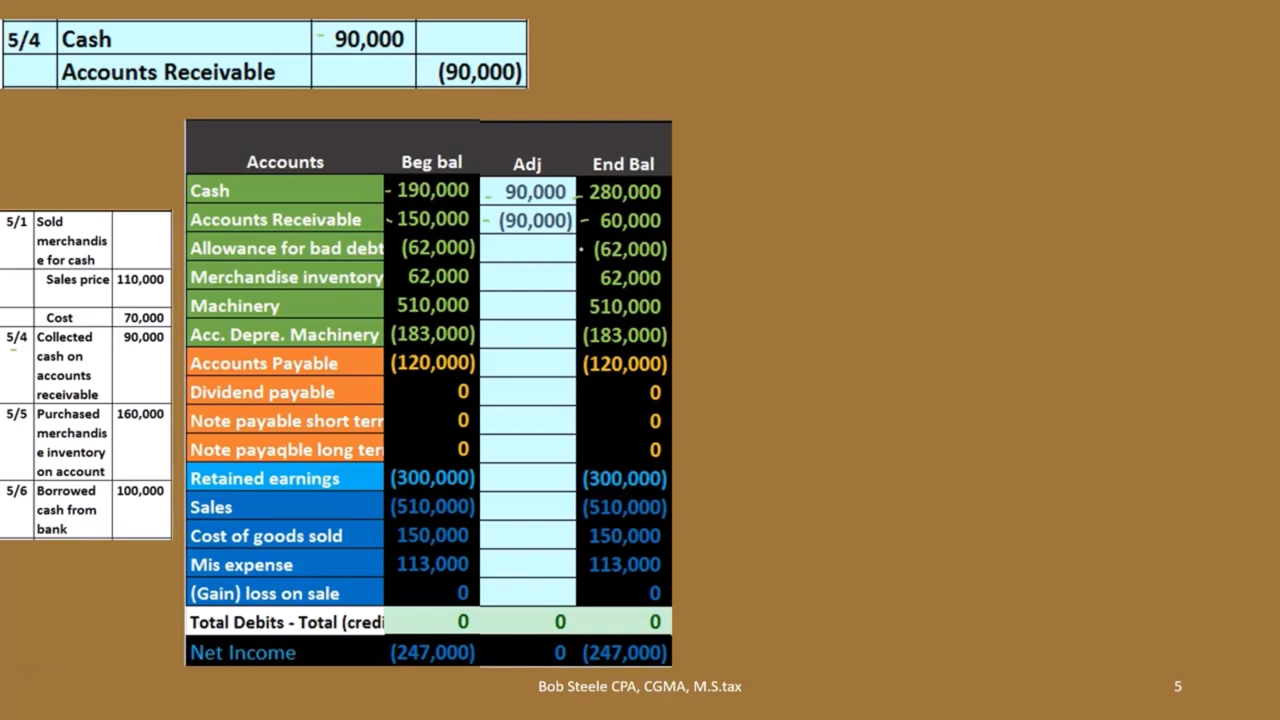 5/4 Cash 90,000
Accounts Receivable (90,000)
Accounts Beg bal Adj End Bal
Cash 190,000 90,000 280,000
Accounts Receivable 150,000 (90,000) 60,000
Allowance for bad debt (62,000) (62,000)
Merchandise inventory 62,000 62,000
Machinery 510,000 510,000
Acc. Depre. Machinery (183,000) (183,000)
Accounts Payable (120,000) (120,000)
Dividend payable 0 0
Note payable short terr 0 0
Note payaqble long ter 0 0
Retained earnings (300,000) (300,000)
Sales (510,000) (510,000)
Cost of goods sold 150,000 150,000
Mis expense 113,000 113,000
(Gain) loss on sale 0 0
Total Debits - Total (credi 0 0 0
Net Income (247,000) 0 (247,000)
5/1 Sold
merchandis
e for cash
Sales price 110,000
Cost 70,000
5/4 Collected 90,000
cash on
accounts
receivable
5/5 Purchased 160,000
merchandis
e inventory
on account
5/6 Borrowed 100,000
cash from
bank
Bob Steele CPA, CGMA, M.S.tax
5